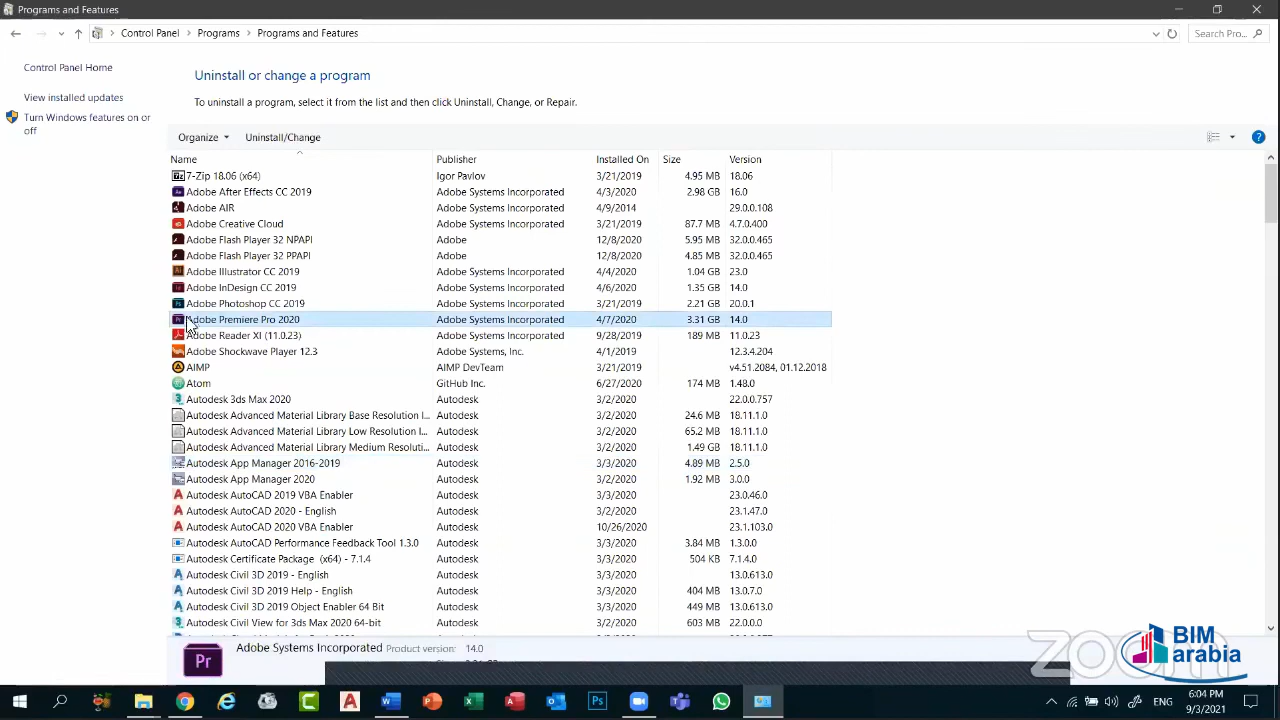 Programs and Features
Control Panel > Programs > Programs and Features
Search Pro...
Control Panel Home
View installed updates
Turn Windows features on or off
Uninstall or change a program
To uninstall a program, select it from the list and then click Uninstall, Change, or Repair.
Organize Uninstall/Change
Name Publisher Installed On Size Version
7-Zip 18.06 (x64) Igor Pavlov 3/21/2019 4.95 MB 18.06
Adobe After Effects CC 2019 Adobe Systems Incorporated 4/3/2020 2.98 GB 16.0
Adobe AIR Adobe Systems Incorporated 4/9/2014 29.0.0.108
Adobe Creative Cloud Adobe Systems Incorporated 3/21/2019 87.7 MB 4.7.0.400
Adobe Flash Player 32 NPAPI Adobe 12/8/2020 5.95 MB 32.0.0.465
Adobe Flash Player 32 PPAPI Adobe 12/8/2020 4.85 MB 32.0.0.465
Adobe Illustrator CC 2019 Adobe Systems Incorporated 4/4/2020 1.04 GB 23.0
Adobe InDesign CC 2019 Adobe Systems Incorporated 4/6/2020 1.35 GB 14.0
Adobe Photoshop CC 2019 Adobe Systems Incorporated 3/21/2019 2.21 GB 20.0.1
Adobe Premiere Pro 2020 Adobe Systems Incorporated 4/7/2020 3.31 GB 14.0
Adobe Reader XI (11.0.23) Adobe Systems Incorporated 9/28/2019 189 MB 11.0.23
Adobe Shockwave Player 12.3 Adobe Systems, Inc. 4/1/2019 12.3.4.204
AIMP AIMP DevTeam 3/21/2019 v4.51.2084, 01.12.2018
Atom GitHub Inc. 6/27/2020 174 MB 1.48.0
Autodesk 3ds Max 2020 Autodesk 3/2/2020 22.0.0.757
Autodesk Advanced Material Library Base Resolution I... Autodesk 3/2/2020 24.6 MB 18.11.1.0
Autodesk Advanced Material Library Low Resolution I... Autodesk 3/2/2020 65.2 MB 18.11.1.0
Autodesk Advanced Material Library Medium Resoluti... Autodesk 3/2/2020 1.49 GB 18.11.1.0
Autodesk App Manager 2016-2019 Autodesk 3/3/2020 4.89 MB 2.5.0
Autodesk App Manager 2020 Autodesk 3/2/2020 1.92 MB 3.0.0
Autodesk AutoCAD 2019 VBA Enabler Autodesk 3/3/2020 23.0.46.0
Autodesk AutoCAD 2020 - English Autodesk 3/2/2020 23.1.47.0
Autodesk AutoCAD 2020 VBA Enabler Autodesk 10/26/2020 23.1.103.0
Autodesk AutoCAD Performance Feedback Tool 1.3.0 Autodesk 3/3/2020 3.84 MB 1.3.0.0
Autodesk Certificate Package (x64) - 7.1.4 Autodesk 3/3/2020 504 KB 7.1.4.0
Autodesk Civil 3D 2019 - English Autodesk 3/3/2020 13.0.613.0
Autodesk Civil 3D 2019 Help - English Autodesk 3/3/2020 404 MB 13.0.7.0
Autodesk Civil 3D 2019 Object Enabler 64 Bit Autodesk 3/3/2020 449 MB 13.0.613.0
Autodesk Civil View for 3ds Max 2020 64-bit Autodesk 3/2/2020 603 MB 22.0.0.0
Pr Adobe Systems Incorporated Product version: 14.0
zoom
BIM
arabia
ENG 6:04 PM
9/3/2021